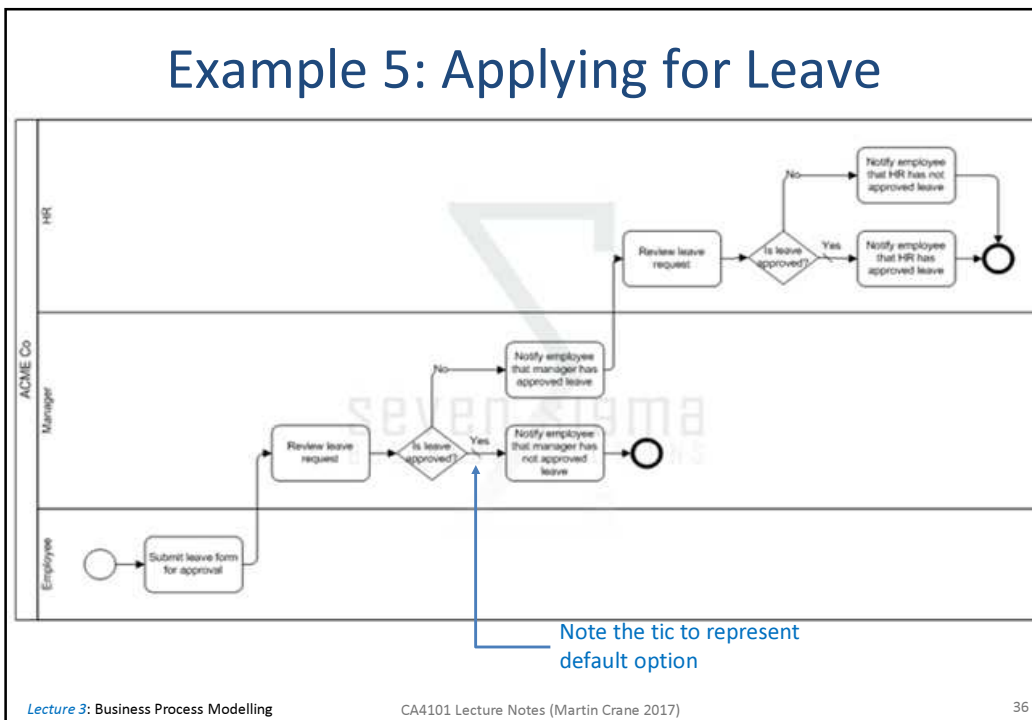 Example 5: Applying for Leave
ACME Co
HR
Review leave
request
Is leave
approved?
No
Yes
Notify employee
that HR has not
approved leave
Notify employee
that HR has
approved leave
Manager
Review leave
request
Is leave
approved?
No
Yes
Notify employee
that manager has
approved leave
Notify employee
that manager has
not approved
leave
Employee
Submit leave form
for approval
seven sigma
Note the tic to represent
default option
Lecture 3: Business Process Modelling
CA4101 Lecture Notes (Martin Crane 2017)
36